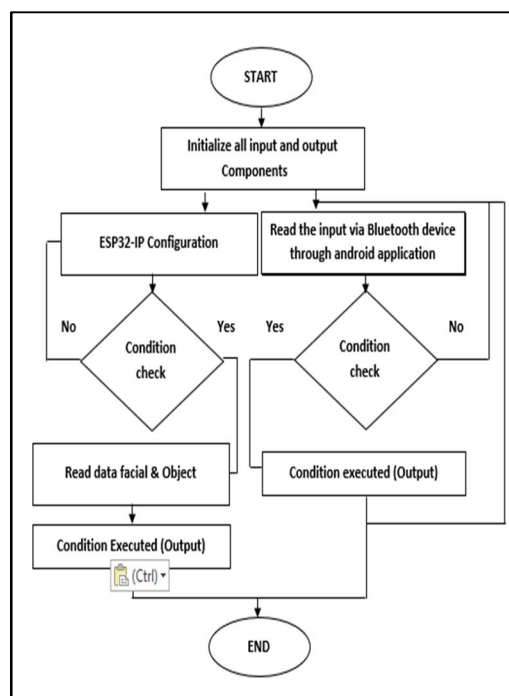 START
Initialize all input and output
Components
ESP32-IP Configuration
Read the input via Bluetooth device
through android application
No
Yes
Condition
check
Yes
No
Condition
check
Read data facial & Object
Condition executed (Output)
Condition Executed (Output)
(Ctrl)
END